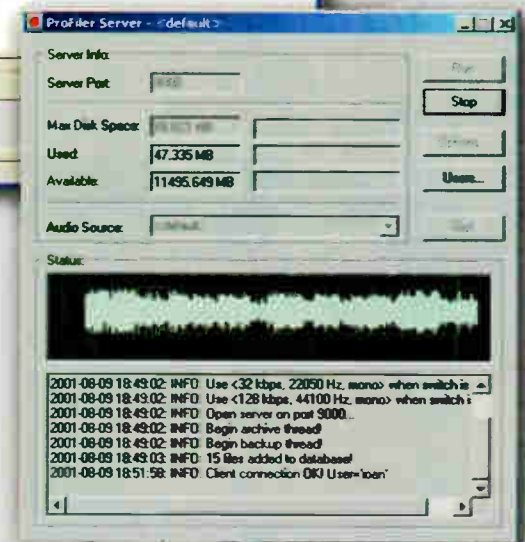 ProFiler Server - <default>
Server Info:
Server Port:
Max Disk Space:
Used:
47.335 MB
Available:
11495.649 MB
Audio Source:
Run
Stop
Users...
Status:
2001-08-09 18:49:02: INFO: Use <32 kbps, 22050 Hz, mono> when switch is
2001-08-09 18:49:02: INFO: Use <128 kbps, 44100 Hz, mono> when switch i
2001-08-09 18:49:02: INFO: Open server on port 9000...
2001-08-09 18:49:02: INFO: Begin archive thread!
2001-08-09 18:49:02: INFO: Begin backup thread!
2001-08-09 18:49:03: INFO: 15 files added to database!
2001-08-09 18:51:58: INFO: Client connection OK! User='ioan'